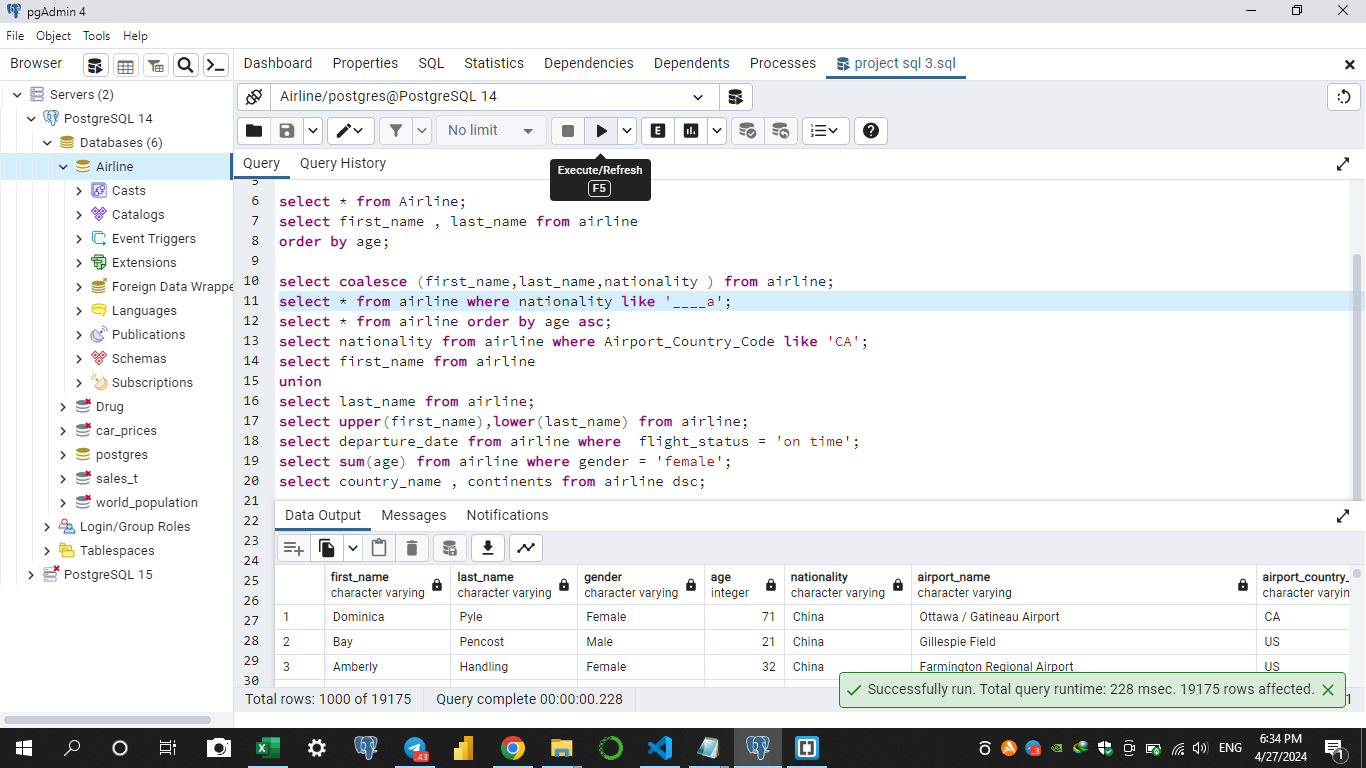 pgAdmin 4
File Object Tools Help
Browser
Dashboard Properties SQL Statistics Dependencies Dependents Processes project sql 3.sql
Servers (2)
PostgreSQL 14
Databases (6)
Airline
Casts
Catalogs
Event Triggers
Extensions
Foreign Data Wrappe
Languages
Publications
Schemas
Subscriptions
Drug
car_prices
postgres
sales_t
world_population
Login/Group Roles
Tablespaces
PostgreSQL 15
Airline/postgres@PostgreSQL 14
No limit
E
Query Query History
Execute/Refresh
F5
5
6 select * from Airline;
7 select first_name , last_name from airline
8 order by age;
9
10 select coalesce (first_name,last_name,nationality ) from airline;
11 select * from airline where nationality like '____a';
12 select * from airline order by age asc;
13 select nationality from airline where Airport_Country_Code like 'CA';
14 select first_name from airline
15 union
16 select last_name from airline;
17 select upper(first_name),lower(last_name) from airline;
18 select departure_date from airline where  flight_status = 'on time';
19 select sum(age) from airline where gender = 'female';
20 select country_name , continents from airline dsc;
21
22
23
24
25
26
27
28
29
30
Data Output Messages Notifications
first_name last_name gender age nationality airport_name airport_country_
character varying character varying character varying integer character varying character varying character varyin
1 Dominica Pyle Female 71 China Ottawa / Gatineau Airport CA
2 Bay Pencost Male 21 China Gillespie Field US
3 Amberly Handling Female 32 China Farmington Regional Airport US
Successfully run. Total query runtime: 228 msec. 19175 rows affected.
Total rows: 1000 of 19175 Query complete 00:00:00.228 1
43
ENG
6:34 PM
4/27/2024
1